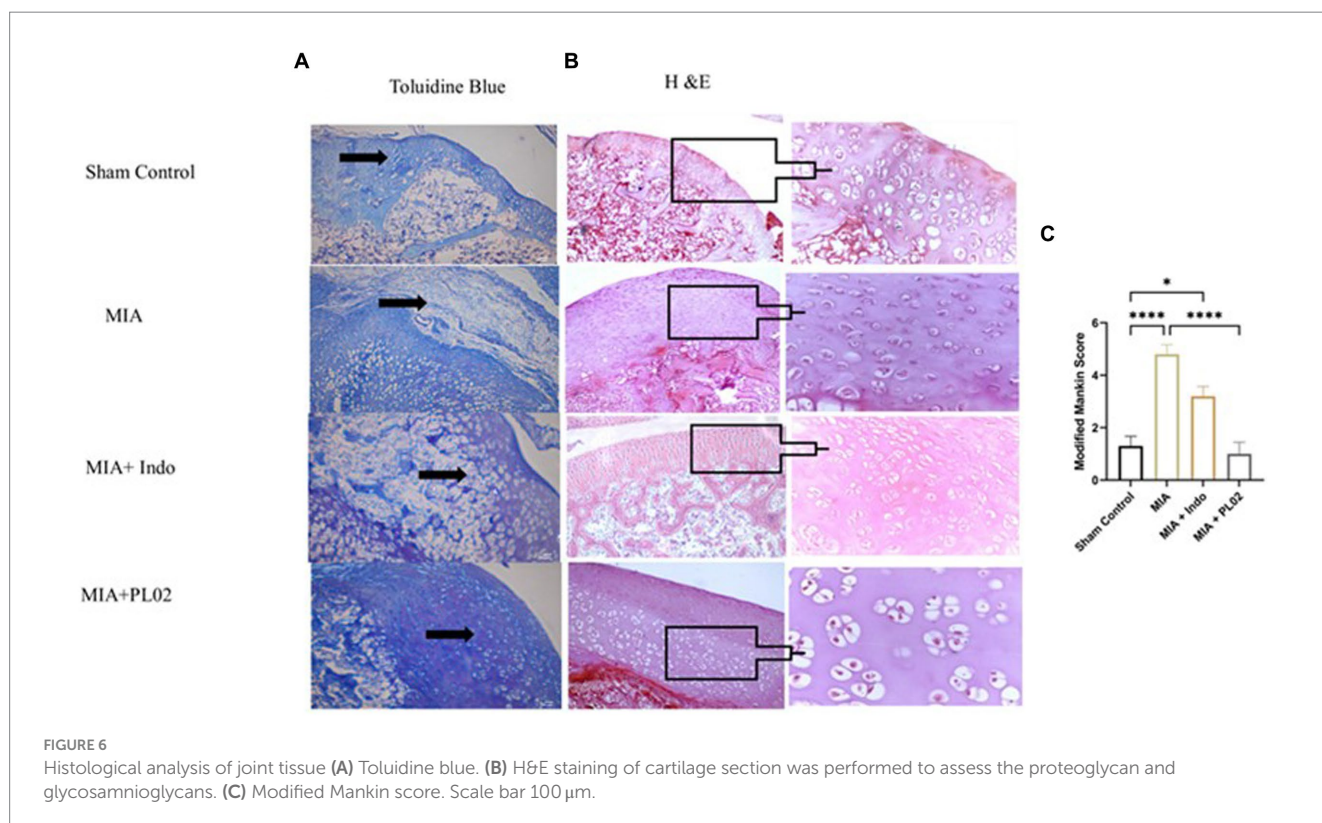 A
B
Toluidine Blue
H &E
Sham Control
MIA
MIA+ Indo
MIA+PL02
C
*
**** ****
6
4
2
0
Modified Mankin Score
Sham Control
MIA
MIA + Indo
MIA + PL02
FIGURE 6
Histological analysis of joint tissue (A) Toluidine blue. (B) H&E staining of cartilage section was performed to assess the proteoglycan and
glycosamnioglycans. (C) Modified Mankin score. Scale bar 100 μm.